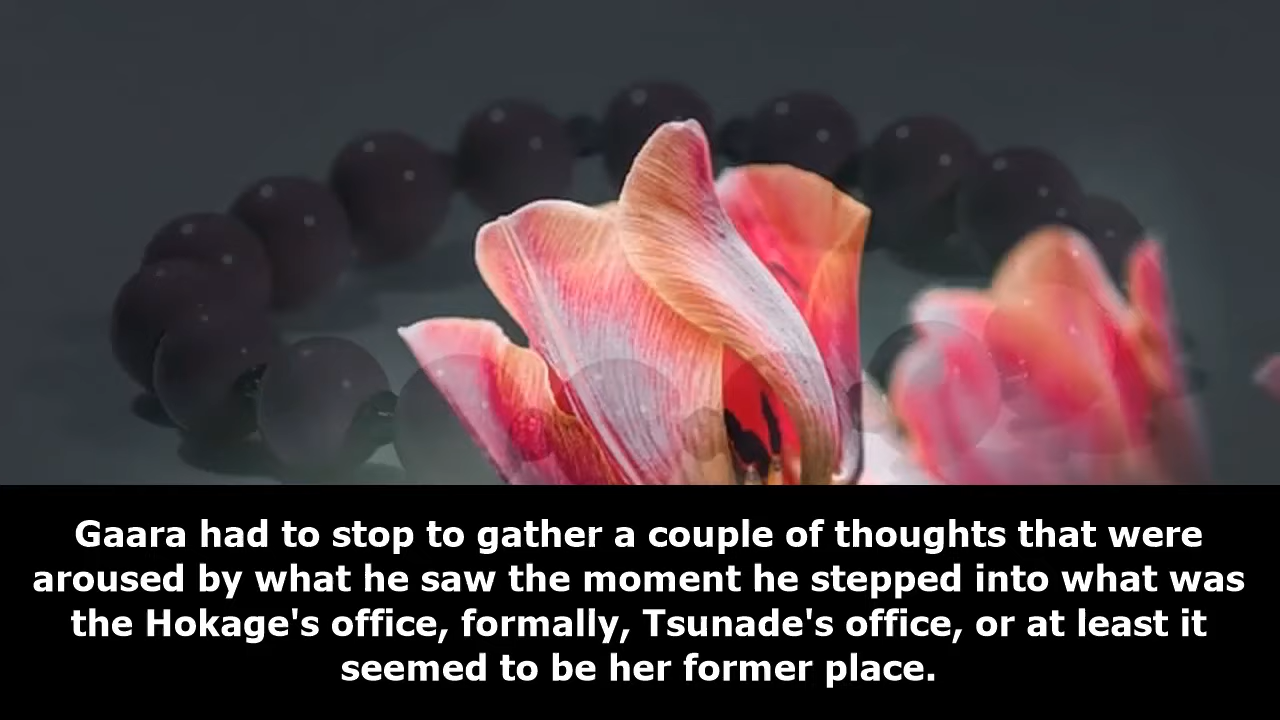 Gaara had to stop to gather a couple of thoughts that were
aroused by what he saw the moment he stepped into what was
the Hokage's office, formally, Tsunade's office, or at least it
seemed to be her former place.